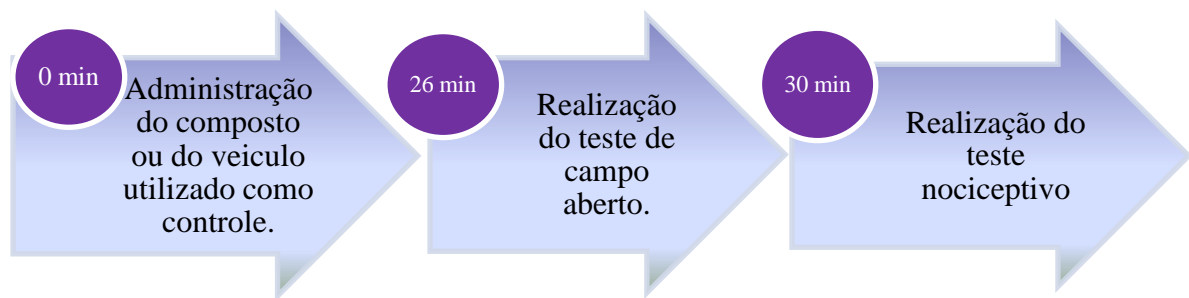 0 min
Administração
do composto
ou do veiculo
utilizado como
controle.
26 min
Realização
do teste de
campo
aberto.
30 min
Realização do
teste
nociceptivo